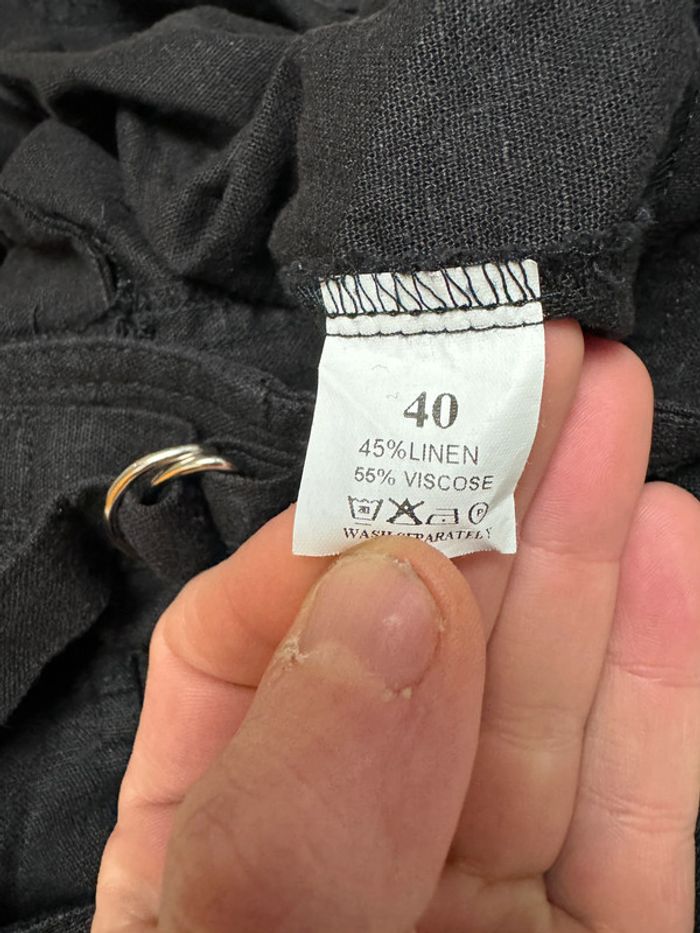 40
45%LINEN
55% VISCOSE
P
WASH SEPARATELY